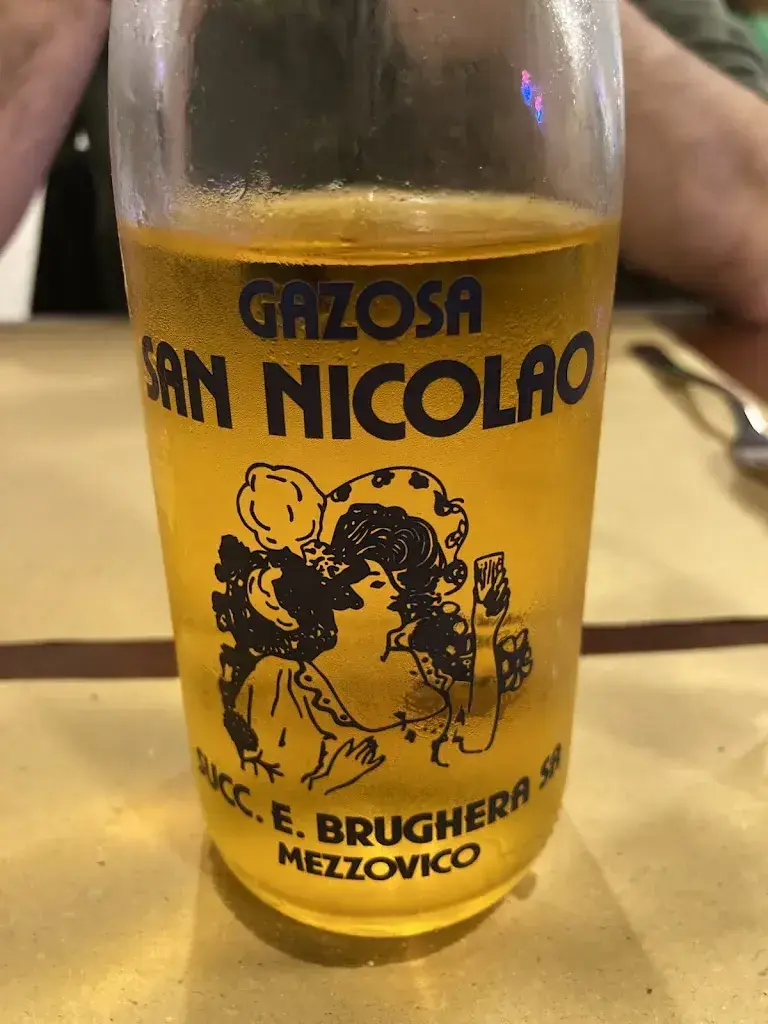 GAZOSA
SAN NICOLAO
SUCC. E. BRUGHERA SA
MEZZOVICO